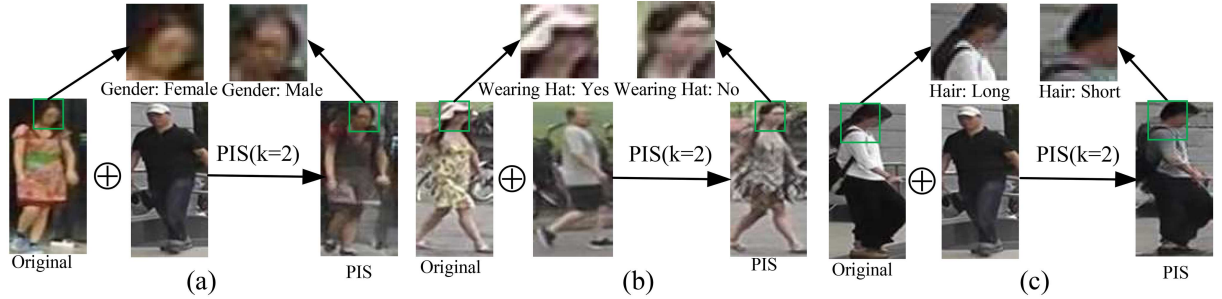 Gender: Female Gender: Male
PIS(k=2)
Original
PIS
(a)
Wearing Hat: Yes Wearing Hat: No
PIS(k=2)
Original
PIS
(b)
Hair: Long Hair: Short
PIS(k=2)
Original
PIS
(c)